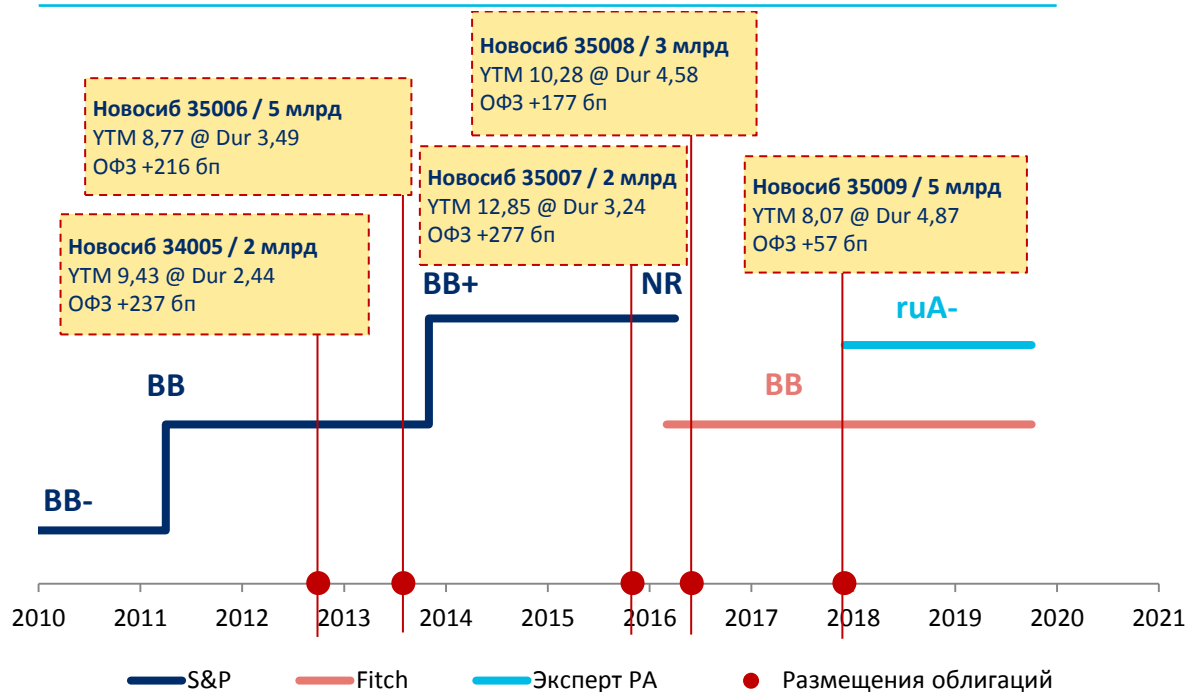 Новосиб 35008 / 3 млрд
YTM 10,28 @ Dur 4,58
ОФЗ +177 бп
Новосиб 35006 / 5 млрд
YTM 8,77 @ Dur 3,49
ОФЗ +216 бп
Новосиб 35007 / 2 млрд
YTM 12,85 @ Dur 3,24
ОФЗ +277 бп
Новосиб 35009 / 5 млрд
YTM 8,07 @ Dur 4,87
ОФЗ +57 бп
Новосиб 34005 / 2 млрд
YTM 9,43 @ Dur 2,44
ОФЗ +237 бп
BB+
NR
ruA-
BB
BB
BB-
2010 2011 2012 2013 2014 2015 2016 2017 2018 2019 2020 2021
S&P Fitch Эксперт РА Размещения облигаций